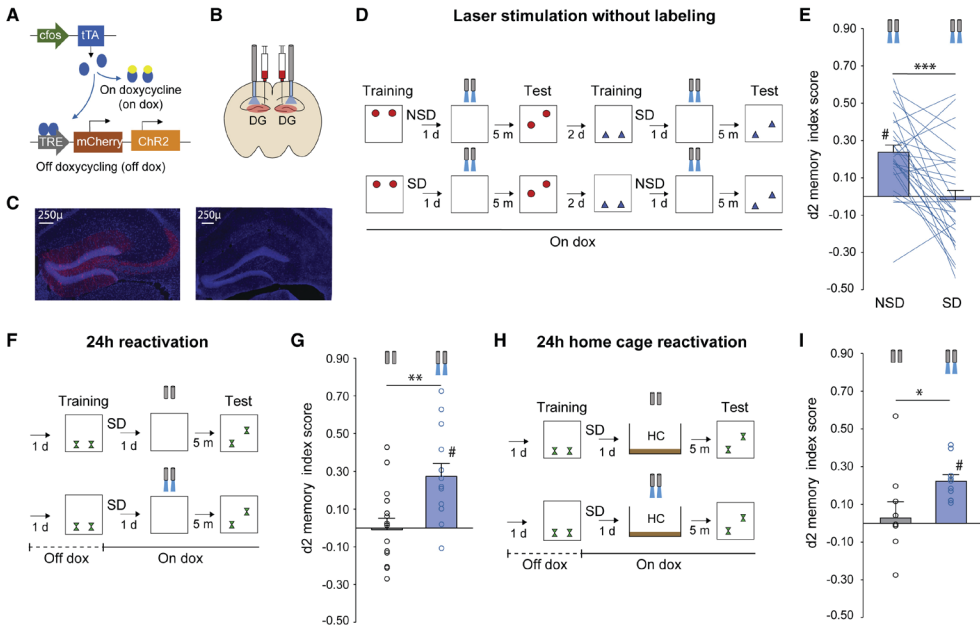 A
cfos
tTA
On doxycycline
(on dox)
TRE
mCherry
ChR2
Off doxycycling (off dox)
B
DG
DG
C
250µ
250µ
D
Laser stimulation without labeling
Training
NSD
1 d
5 m
Test
2 d
Training
SD
1 d
5 m
Test
SD
1 d
5 m
2 d
NSD
1 d
5 m
On dox
E
d2 memory index score
0.90
0.70
0.50
0.30
0.10
-0.10
-0.30
-0.50
***
#
NSD
SD
F
24h reactivation
Training
Test
1 d
SD
1 d
5 m
1 d
SD
1 d
5 m
Off dox
On dox
G
d2 memory index score
0.90
0.70
0.50
0.30
0.10
-0.10
-0.30
-0.50
**
#
H
24h home cage reactivation
Training
Test
1 d
SD
1 d
HC
5 m
1 d
SD
1 d
HC
5 m
Off dox
On dox
I
d2 memory index score
0.90
0.70
0.50
0.30
0.10
-0.10
-0.30
-0.50
*
#